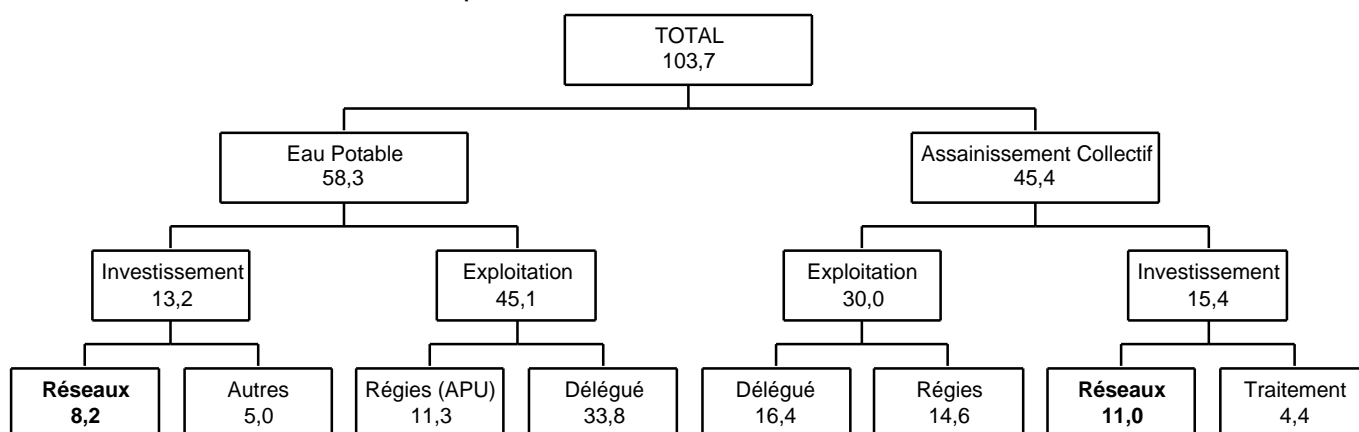 TOTAL
103,7
Eau Potable
58,3
Assainissement Collectif
45,4
Investissement
13,2
Exploitation
45,1
Exploitation
30,0
Investissement
15,4
Réseaux
8,2
Autres
5,0
Régies (APU)
11,3
Délégué
33,8
Délégué
16,4
Régies
14,6
Réseaux
11,0
Traitement
4,4